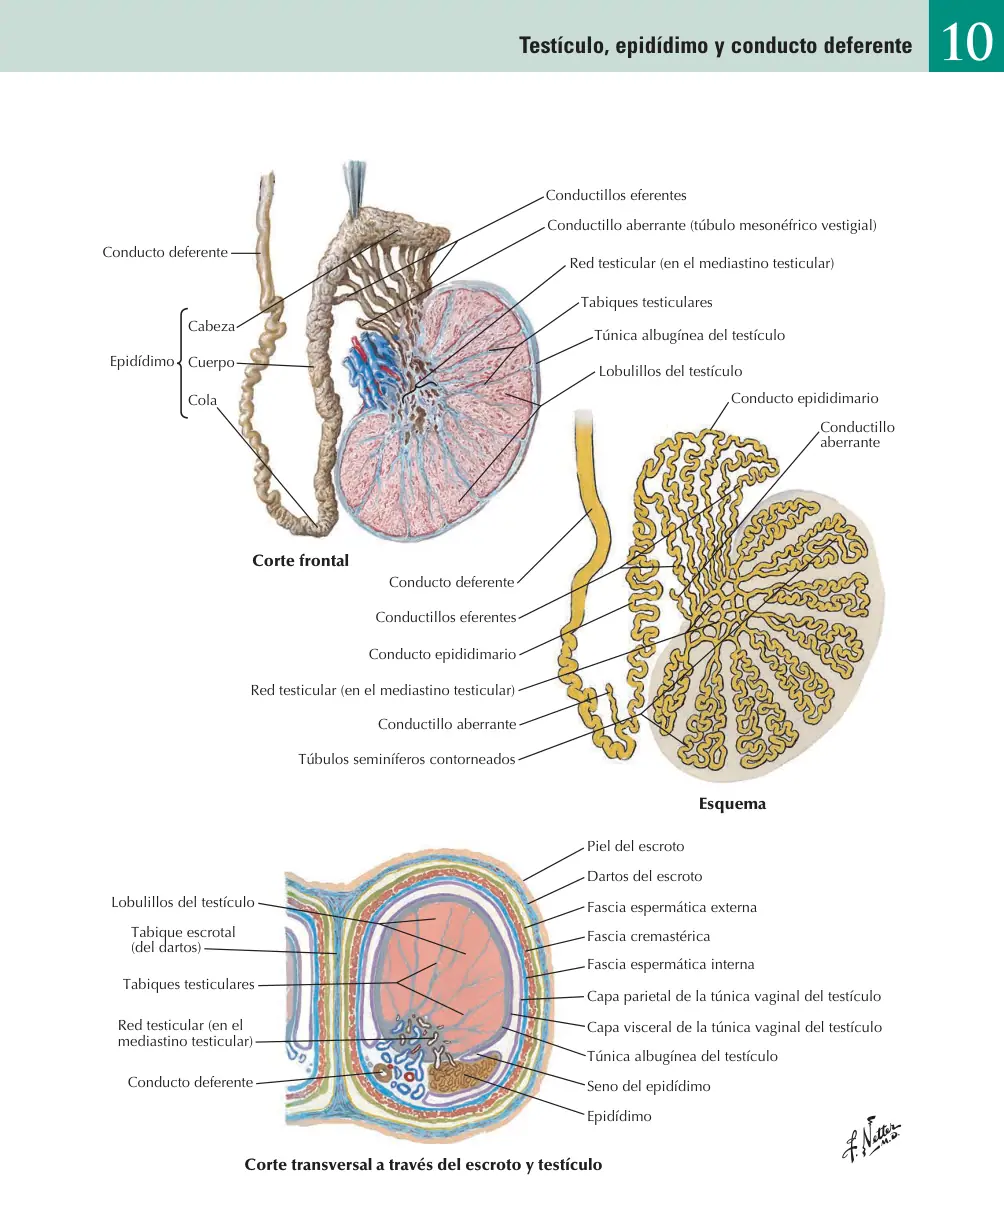 Testículo, epidídimo y conducto deferente
10
Conductillos eferentes
Conductillo aberrante (túbulo mesonéfrico vestigial)
Conducto deferente
Red testicular (en el mediastino testicular)
Tabiques testiculares
Cabeza
Túnica albugínea del testículo
Epidídimo
Cuerpo
Lobulillos del testículo
Cola
Conducto epididimario
Conductillo
aberrante
Corte frontal
Conducto deferente
Conductillos eferentes
Conducto epididimario
Red testicular (en el mediastino testicular)
Conductillo aberrante
Túbulos seminíferos contorneados
Esquema
Piel del escroto
Dartos del escroto
Lobulillos del testículo
Fascia espermática externa
Tabique escrotal
(del dartos)
Fascia cremastérica
Fascia espermática interna
Tabiques testiculares
Capa parietal de la túnica vaginal del testículo
Red testicular (en el
mediastino testicular)
Capa visceral de la túnica vaginal del testículo
Túnica albugínea del testículo
Conducto deferente
Seno del epidídimo
Epidídimo
F. Netter
M.D.
Corte transversal a través del escroto y testículo